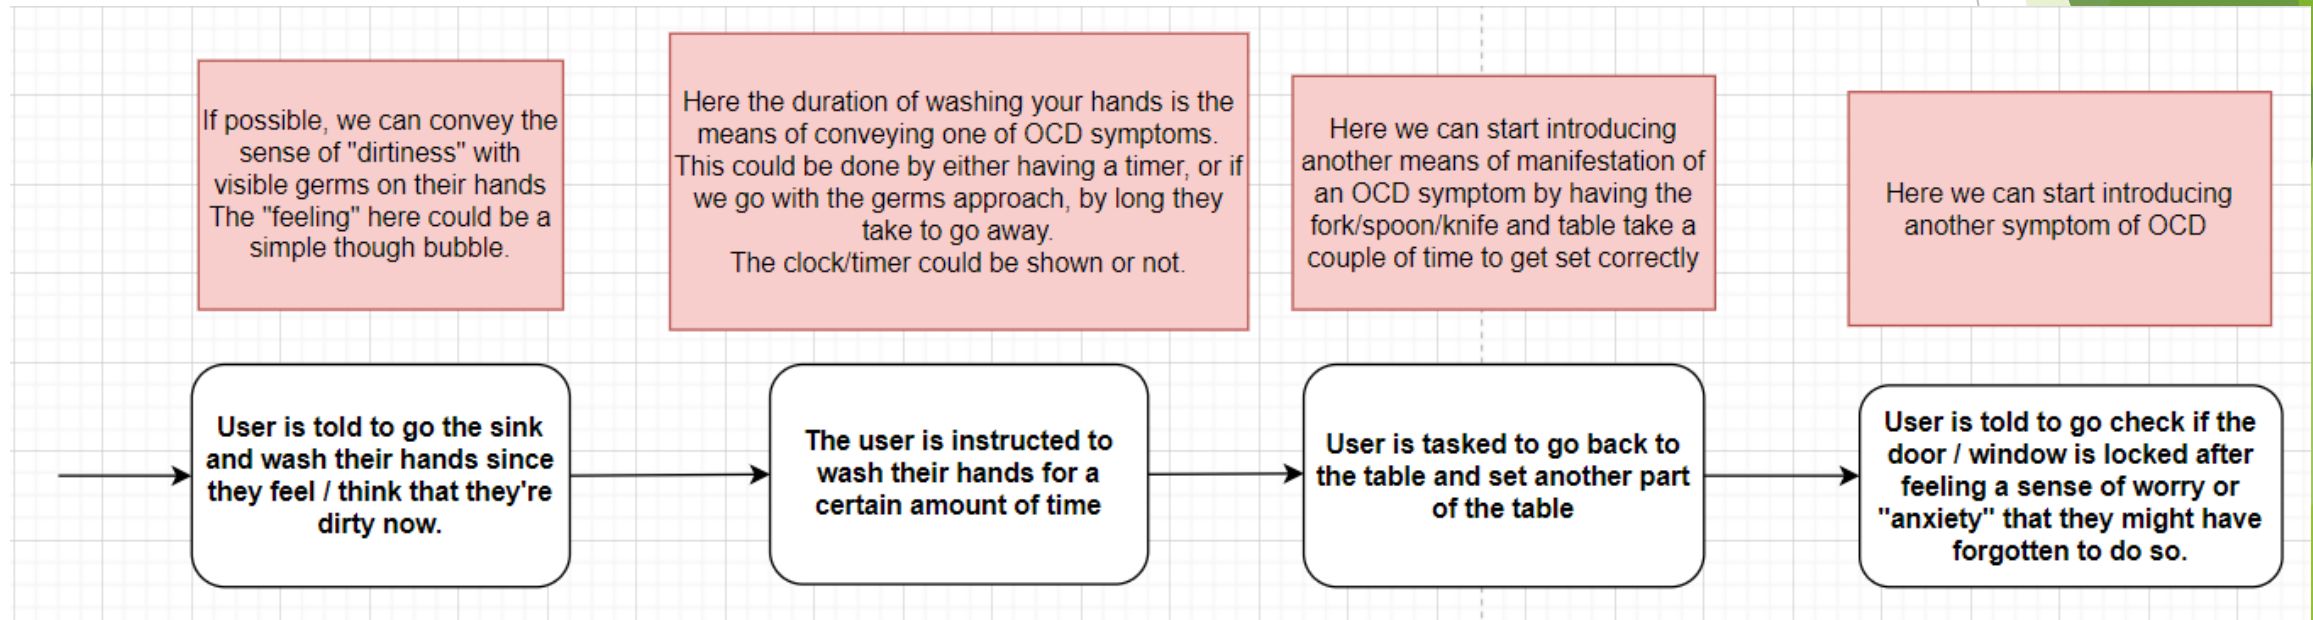 If possible, we can convey the
sense of "dirtiness" with
visible germs on their hands
The "feeling" here could be a
simple though bubble.
Here the duration of washing your hands is the
means of conveying one of OCD symptoms.
This could be done by either having a timer, or if
we go with the germs approach, by long they
take to go away.
The clock/timer could be shown or not.
Here we can start introducing
another means of manifestation of
an OCD symptom by having the
fork/spoon/knife and table take a
couple of time to get set correctly
Here we can start introducing
another symptom of OCD
User is told to go the sink
and wash their hands since
they feel / think that they're
dirty now.
The user is instructed to
wash their hands for a
certain amount of time
User is tasked to go back to
the table and set another part
of the table
User is told to go check if the
door / window is locked after
feeling a sense of worry or
"anxiety" that they might have
forgotten to do so.